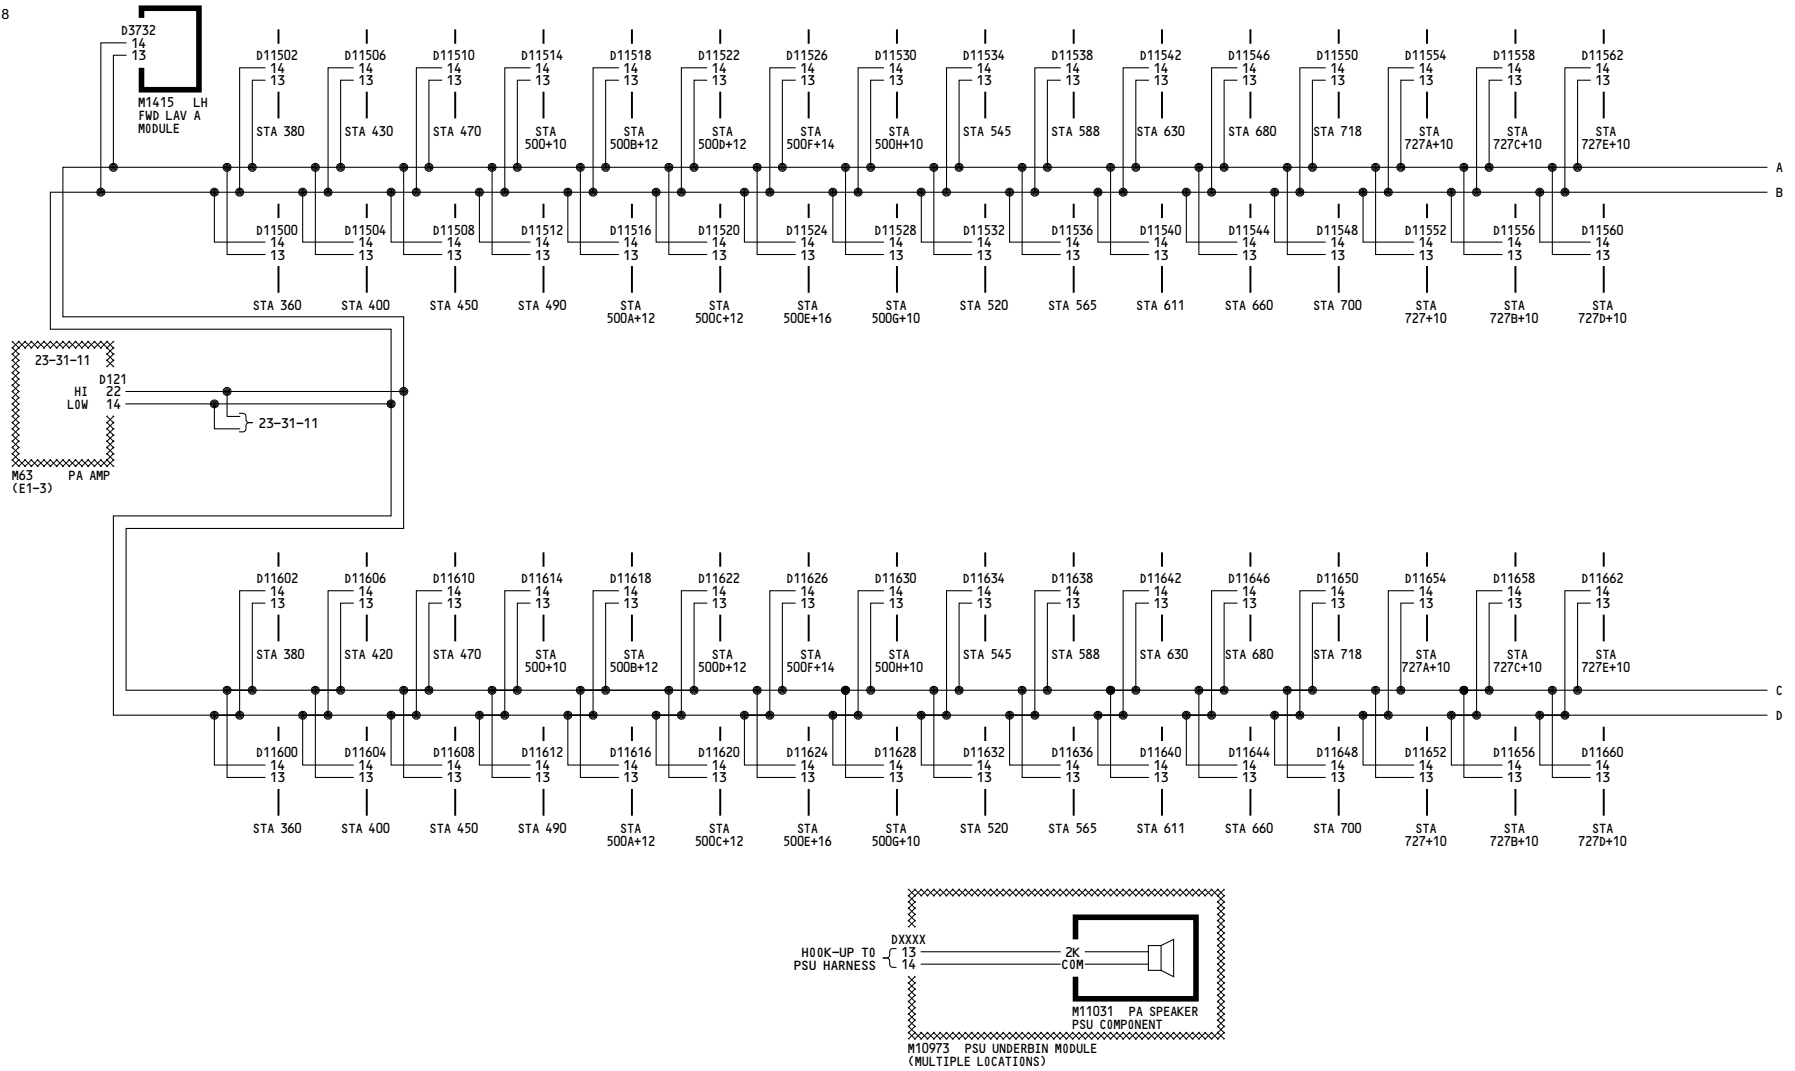 8
D3732
14
13
M1415 LH
FWD LAV A
MODULE
D11502 D11506 D11510 D11514 D11518 D11522 D11526 D11530 D11534 D11538 D11542 D11546 D11550 D11554 D11558 D11562
14 14 14 14 14 14 14 14 14 14 14 14 14 14 14 14
13 13 13 13 13 13 13 13 13 13 13 13 13 13 13 13
STA 380 STA 430 STA 470 STA STA STA STA STA STA 545 STA 588 STA 630 STA 680 STA 718 STA STA STA
500+10 500B+12 500D+12 500F+14 500H+10 727A+10 727C+10 727E+10
A
B
D11500 D11504 D11508 D11512 D11516 D11520 D11524 D11528 D11532 D11536 D11540 D11544 D11548 D11552 D11556 D11560
14 14 14 14 14 14 14 14 14 14 14 14 14 14 14 14
13 13 13 13 13 13 13 13 13 13 13 13 13 13 13 13
STA 360 STA 400 STA 450 STA 490 STA STA STA STA STA 520 STA 565 STA 611 STA 660 STA 700 STA STA STA
500A+12 500C+12 500E+16 500G+10 727+10 727B+10 727D+10
23-31-11
D121
HI 22
LOW 14
23-31-11
M63 PA AMP
(E1-3)
D11602 D11606 D11610 D11614 D11618 D11622 D11626 D11630 D11634 D11638 D11642 D11646 D11650 D11654 D11658 D11662
14 14 14 14 14 14 14 14 14 14 14 14 14 14 14 14
13 13 13 13 13 13 13 13 13 13 13 13 13 13 13 13
STA 380 STA 420 STA 470 STA STA STA STA STA STA 545 STA 588 STA 630 STA 680 STA 718 STA STA STA
500+10 500B+12 500D+12 500F+14 500H+10 727A+10 727C+10 727E+10
C
D
D11600 D11604 D11608 D11612 D11616 D11620 D11624 D11628 D11632 D11636 D11640 D11644 D11648 D11652 D11656 D11660
14 14 14 14 14 14 14 14 14 14 14 14 14 14 14 14
13 13 13 13 13 13 13 13 13 13 13 13 13 13 13 13
STA 360 STA 400 STA 450 STA 490 STA STA STA STA STA 520 STA 565 STA 611 STA 660 STA 700 STA STA STA
500A+12 500C+12 500E+16 500G+10 727+10 727B+10 727D+10
DXXXX
HOOK-UP TO 13 2K
PSU HARNESS 14 COM
M11031 PA SPEAKER
PSU COMPONENT
M10973 PSU UNDERBIN MODULE
(MULTIPLE LOCATIONS)